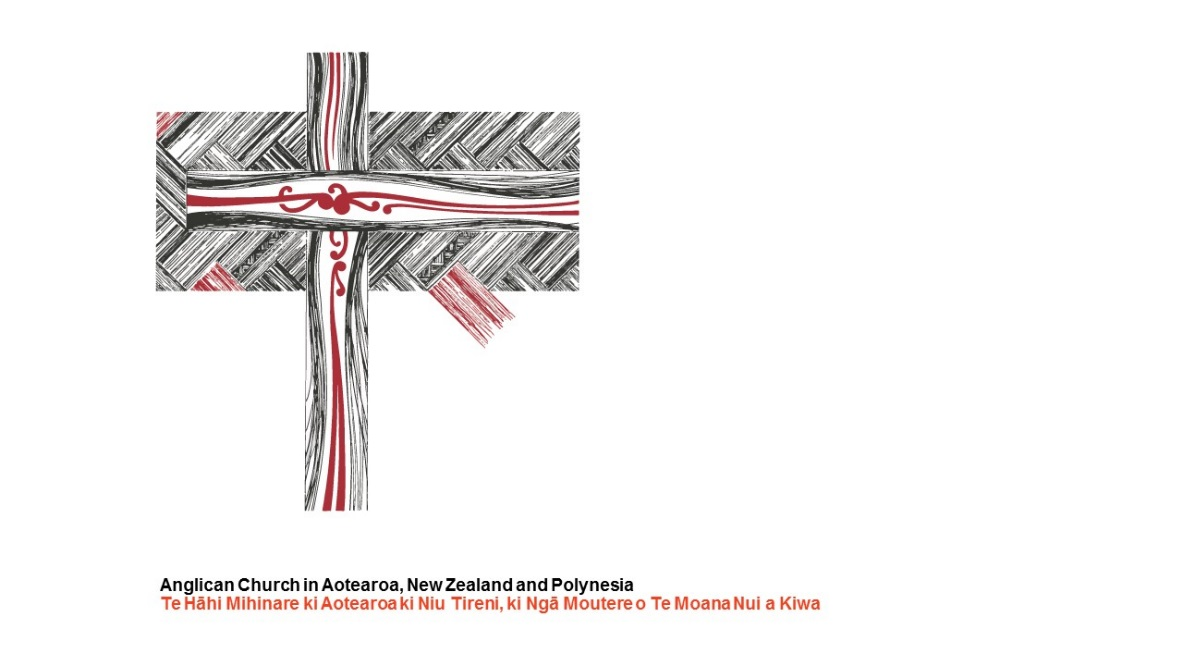 Anglican Church in Aotearoa, New Zealand and Polynesia
Te Hāhi Mihinare ki Aotearoa ki Niu Tireni, ki Ngā Moutere o Te Moana Nui a Kiwa